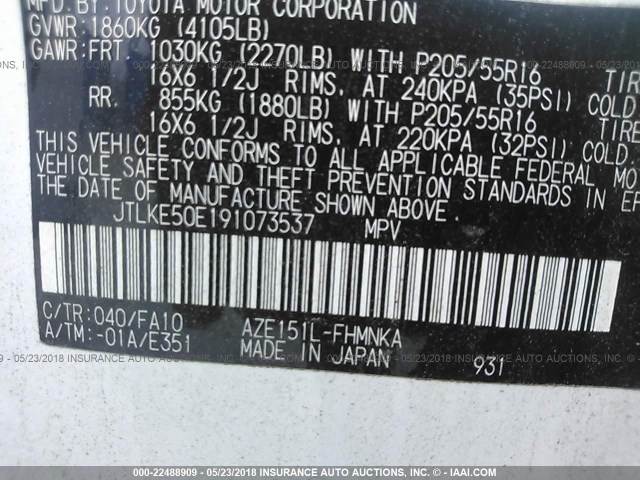 MFD. BY: TOYOTA MOTOR CORPORATION
GVWR: 1860KG (4105LB)
GAWR: FRT 1030KG (2270LB) WITH P205/55R16 TIR
16X6 1/2J RIMS, AT 240KPA (35PSI) COLD
RR. 855KG (1880LB) WITH P205/55R16 TIRE
16X6 1/2J RIMS, AT 220KPA (32PSI) COLD.
THIS VEHICLE CONFORMS TO ALL APPLICABLE FEDERAL MO
VEHICLE SAFETY AND THEFT PREVENTION STANDARDS IN EF
THE DATE OF MANUFACTURE SHOWN ABOVE.
JTLKE50E191073537 MPV
C/TR: 040/FA10
A/TM: -01A/E351
AZE151L-FHMNKA
MADE IN JAPAN
931
000-22488909 - 05/23/2018 INSURANCE AUTO AUCTIONS © - IAAI.COM